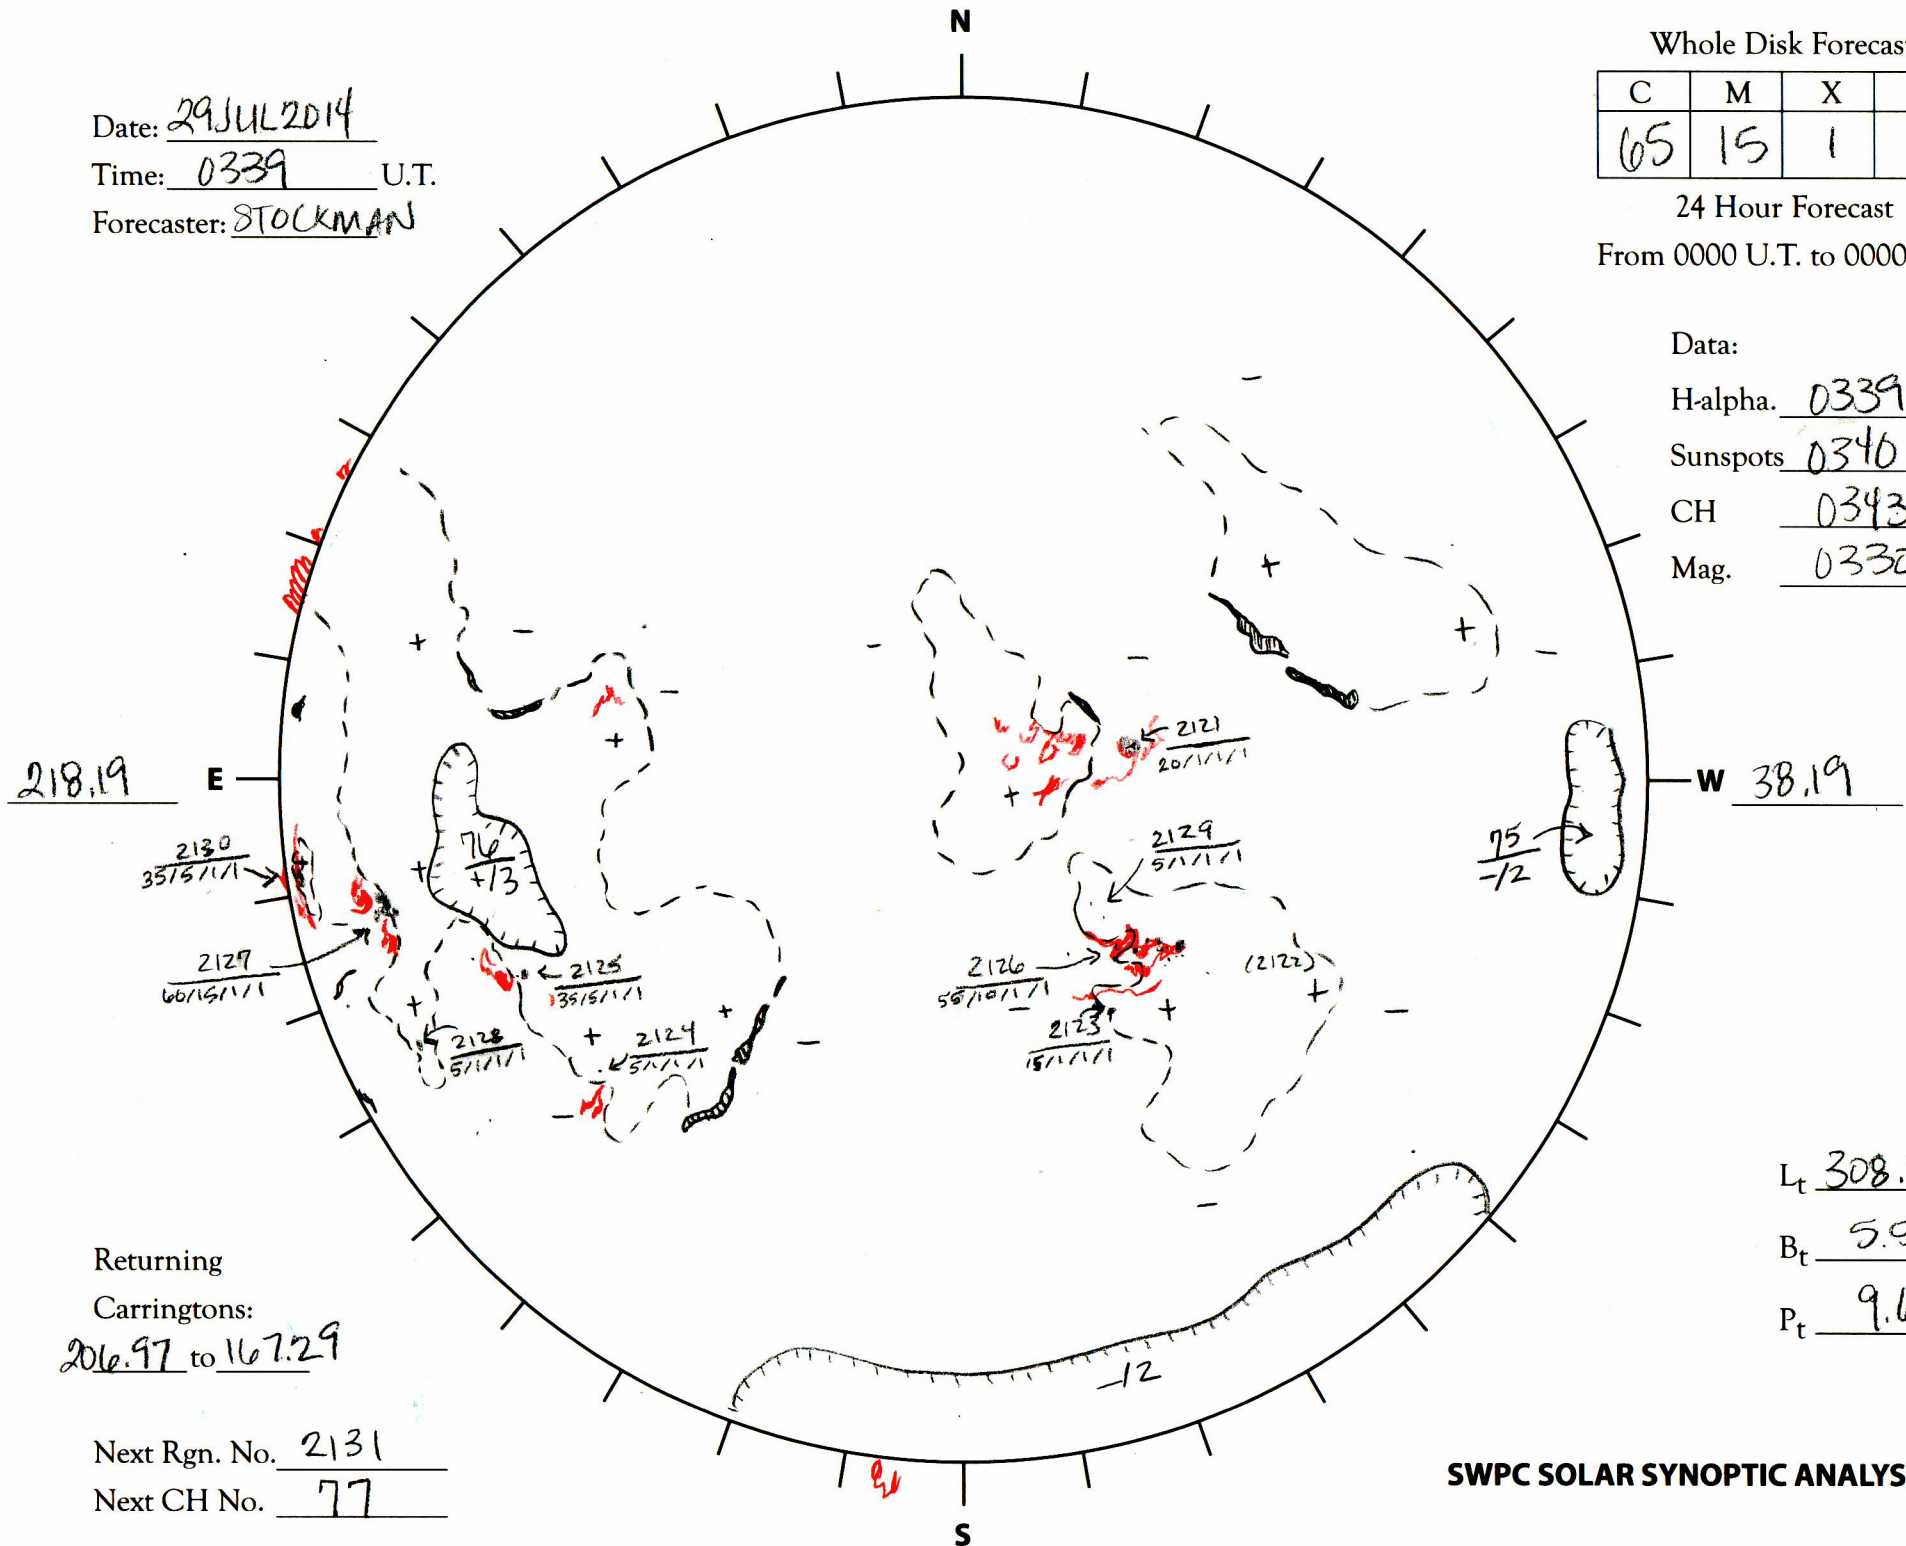 N
Whole Disk Forecas
C M X
65 15 1
24 Hour Forecast
From 0000 U.T. to 0000
Date: 29JUL2014
Time: 0339 U.T.
Forecaster: STOCKMAN
Data:
H-alpha. 0339
Sunspots 0340
CH 0343
Mag. 0330
2121
20/1/1/1
218.19 E
W 38.19
2130
35/5/1/1
76
+/3
2129
5/1/1/1
75
-/2
2127
60/15/1/1
2125
35/5/1/1
2126
55/10/1/1
(2122)
2128
5/1/1/1
2124
5/1/1/1
2123
15/1/1/1
Lt 308.
Bt 5.
Pt 9.
Returning
Carringtons:
206.97 to 167.29
-12
Next Rgn. No. 2131
Next CH No. 77
SWPC SOLAR SYNOPTIC ANALYS
S